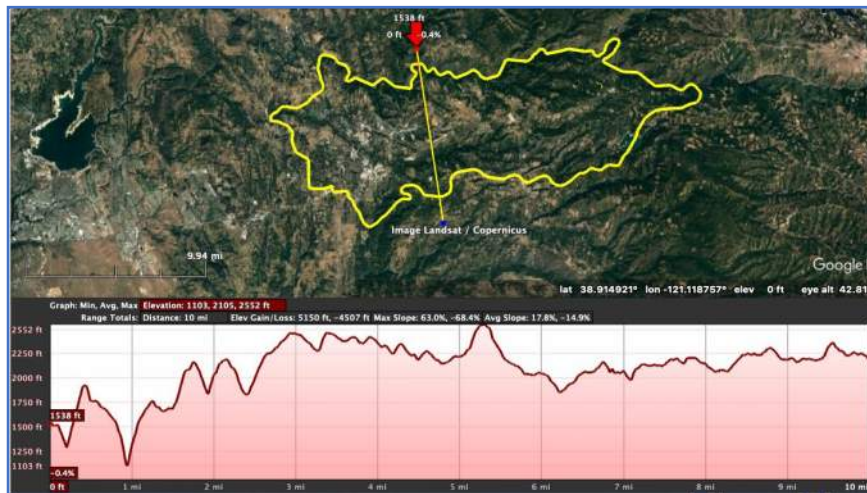 1538 ft
0 ft -0.4%
Image Landsat / Copernicus
9.94 mi
Google
lat 38.914921° lon -121.118757° elev 0 ft eye alt 42.81
Graph: Min, Avg, Max Elevation: 1103, 2105, 2552 ft
Range Totals: Distance: 10 mi Elev Gain/Loss: 5150 ft, -4507 ft Max Slope: 63.0%, -68.4% Avg Slope: 17.8%, -14.9%
2552 ft
2250 ft
2000 ft
1750 ft
1538 ft
1500 ft
1250 ft
1103 ft
-0.4%
0 ft 1 mi 2 mi 3 mi 4 mi 5 mi 6 mi 7 mi 8 mi 9 mi 10 mi